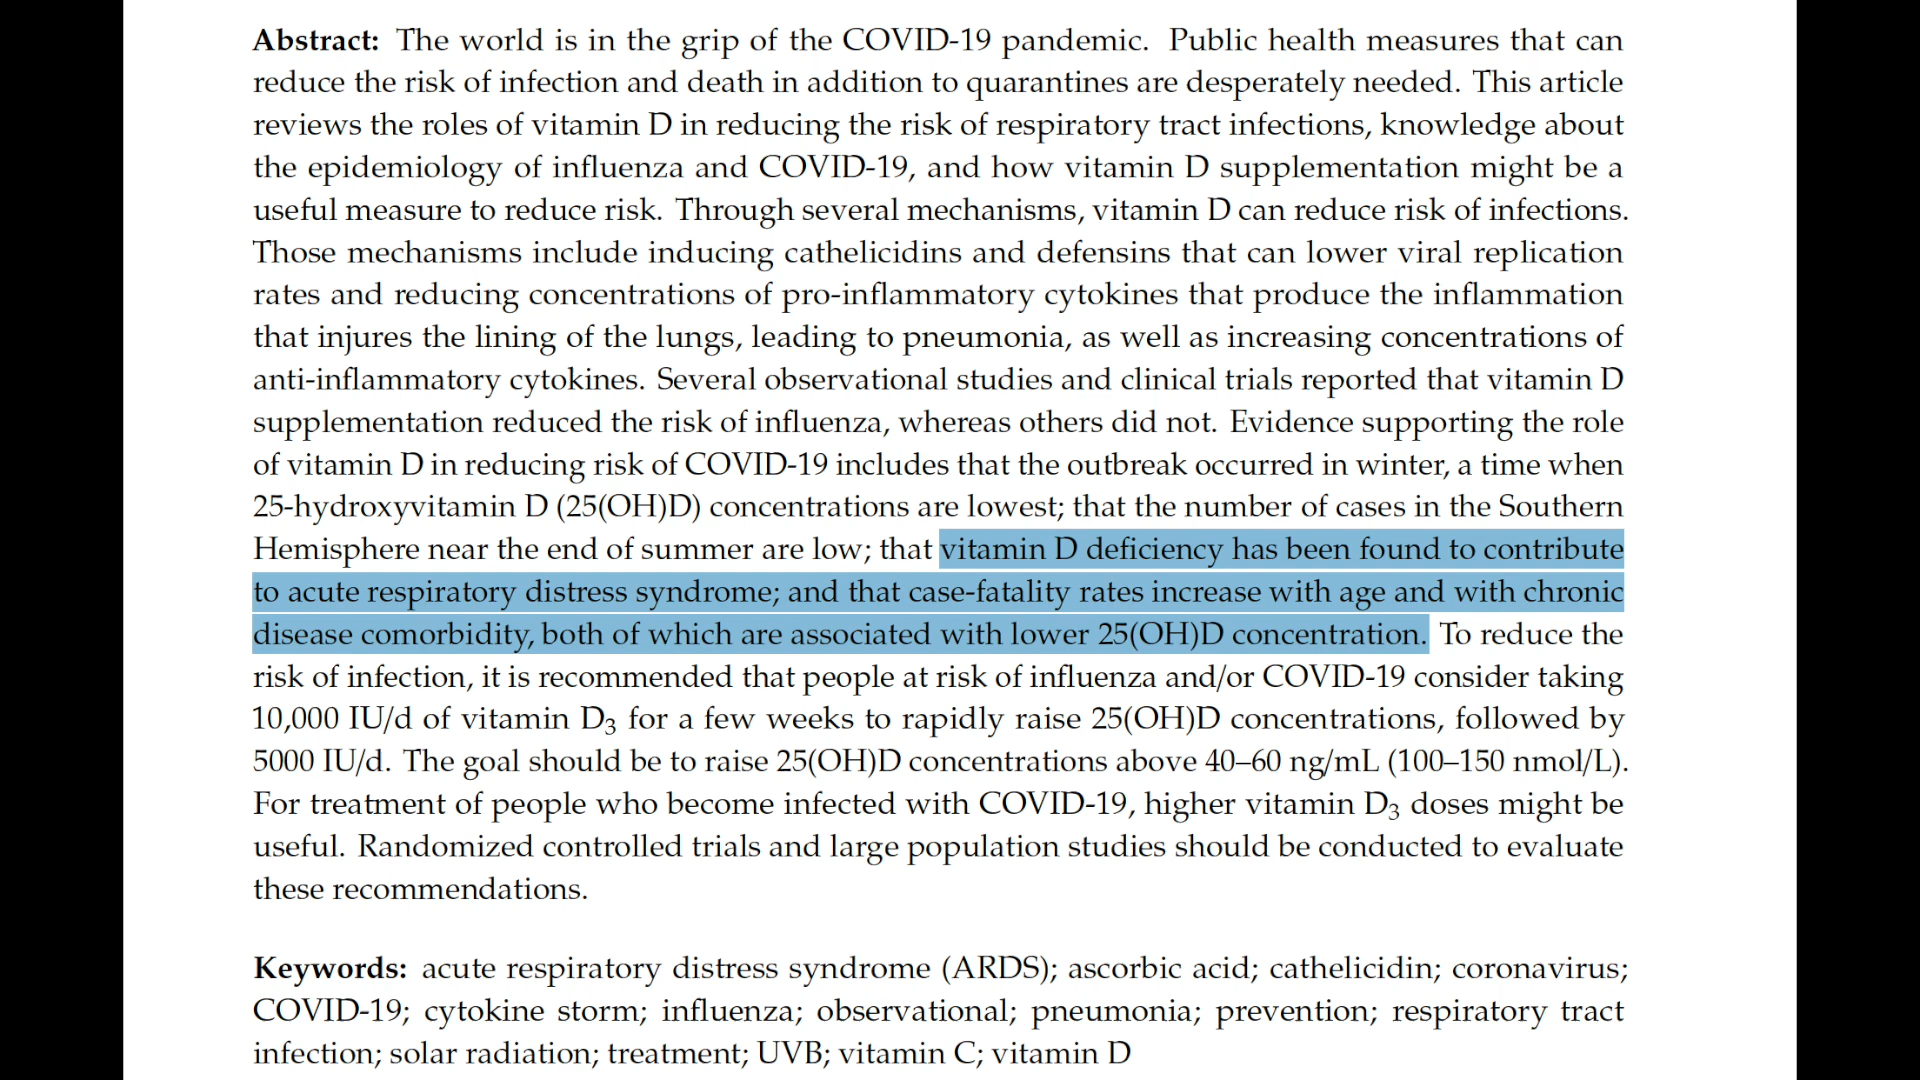 Abstract: The world is in the grip of the COVID-19 pandemic. Public health measures that can
reduce the risk of infection and death in addition to quarantines are desperately needed. This article
reviews the roles of vitamin D in reducing the risk of respiratory tract infections, knowledge about
the epidemiology of influenza and COVID-19, and how vitamin D supplementation might be a
useful measure to reduce risk. Through several mechanisms, vitamin D can reduce risk of infections.
Those mechanisms include inducing cathelicidins and defensins that can lower viral replication
rates and reducing concentrations of pro-inflammatory cytokines that produce the inflammation
that injures the lining of the lungs, leading to pneumonia, as well as increasing concentrations of
anti-inflammatory cytokines. Several observational studies and clinical trials reported that vitamin D
supplementation reduced the risk of influenza, whereas others did not. Evidence supporting the role
of vitamin D in reducing risk of COVID-19 includes that the outbreak occurred in winter, a time when
25-hydroxyvitamin D (25(OH)D) concentrations are lowest; that the number of cases in the Southern
Hemisphere near the end of summer are low; that vitamin D deficiency has been found to contribute
to acute respiratory distress syndrome; and that case-fatality rates increase with age and with chronic
disease comorbidity, both of which are associated with lower 25(OH)D concentration. To reduce the
risk of infection, it is recommended that people at risk of influenza and/or COVID-19 consider taking
10,000 IU/d of vitamin D₃ for a few weeks to rapidly raise 25(OH)D concentrations, followed by
5000 IU/d. The goal should be to raise 25(OH)D concentrations above 40–60 ng/mL (100–150 nmol/L).
For treatment of people who become infected with COVID-19, higher vitamin D₃ doses might be
useful. Randomized controlled trials and large population studies should be conducted to evaluate
these recommendations.
Keywords: acute respiratory distress syndrome (ARDS); ascorbic acid; cathelicidin; coronavirus;
COVID-19; cytokine storm; influenza; observational; pneumonia; prevention; respiratory tract
infection; solar radiation; treatment; UVB; vitamin C; vitamin D